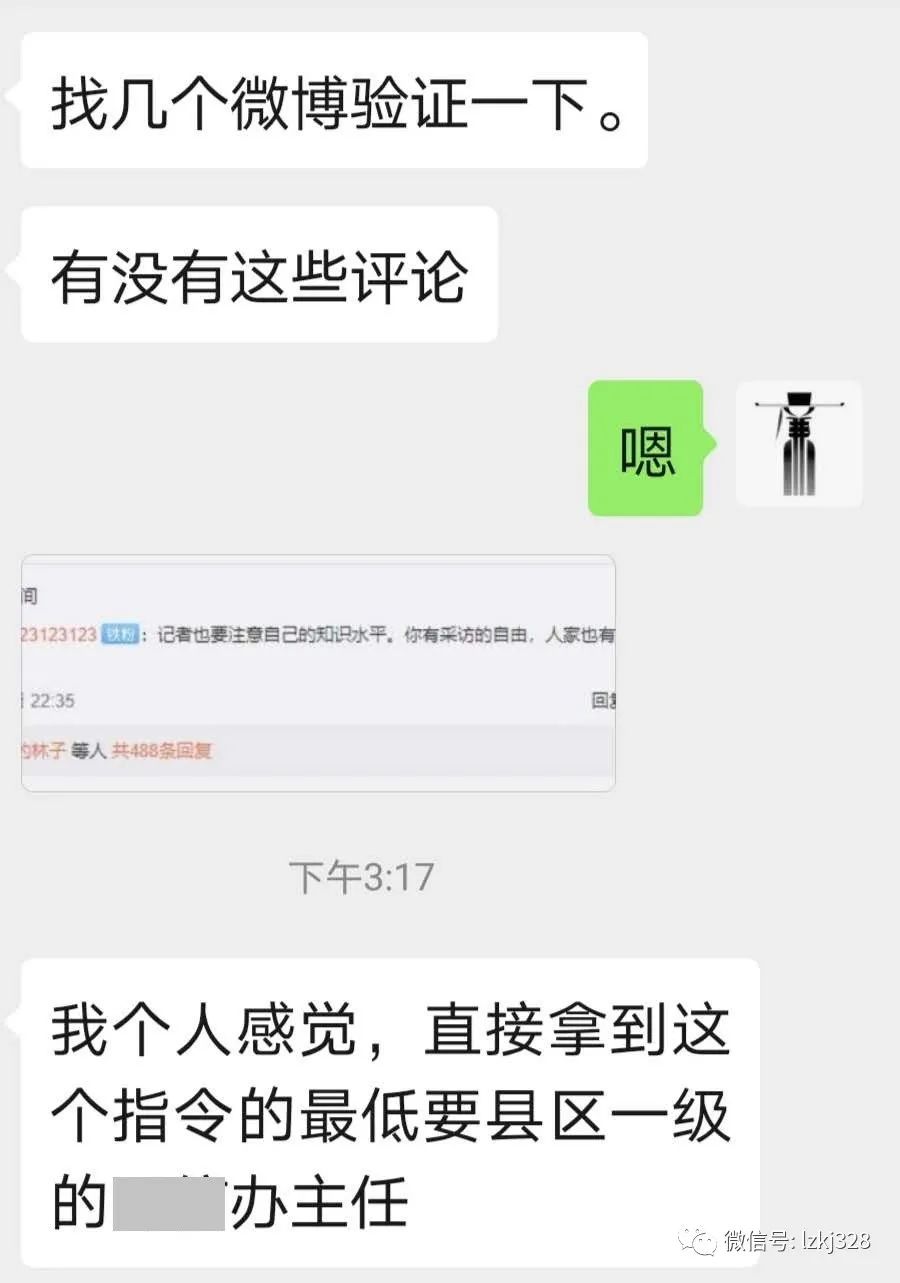 找几个微博验证一下。
有没有这些评论
嗯
间
23123123 铁粉：记者也要注意自己的知识水平。你有采访的自由，人家也有
22:35 回复
的林子 等人 共488条回复
下午3:17
我个人感觉，直接拿到这
个指令的最低要县区一级
的 办主任
微信号: lzkj328